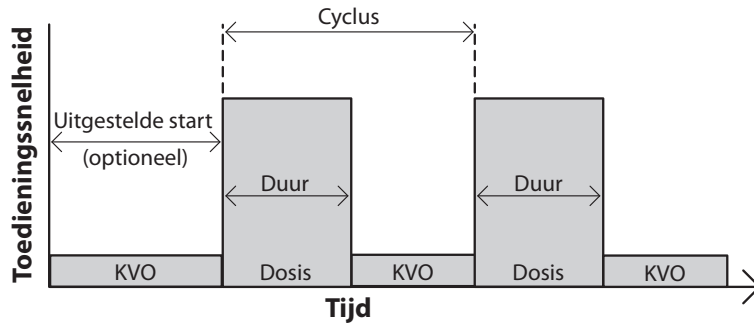 Cyclus
Toedieningssnelheid
Uitgestelde start
(optioneel)
Duur
Duur
KVO
Dosis
KVO
Dosis
KVO
Tijd